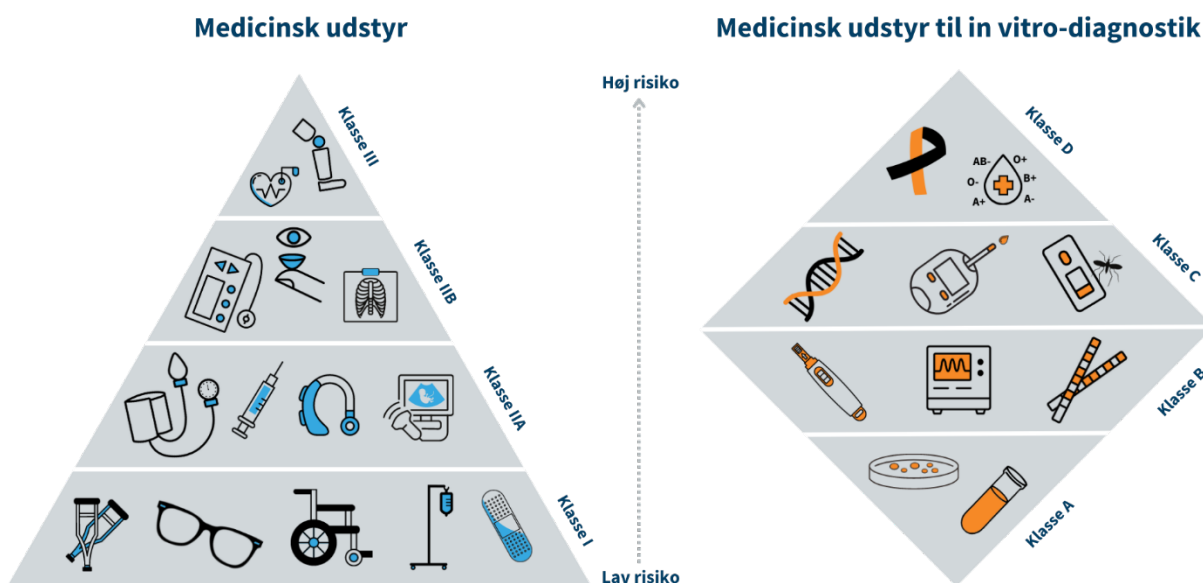 Medicinsk udstyr
Medicinsk udstyr til in vitro-diagnostik
Høj risiko
Klasse III
Klasse IIB
Klasse IIA
Klasse I
Lav risiko
Klasse D
AB- O+
O- B+
A+ A-
Klasse C
Klasse B
Klasse A